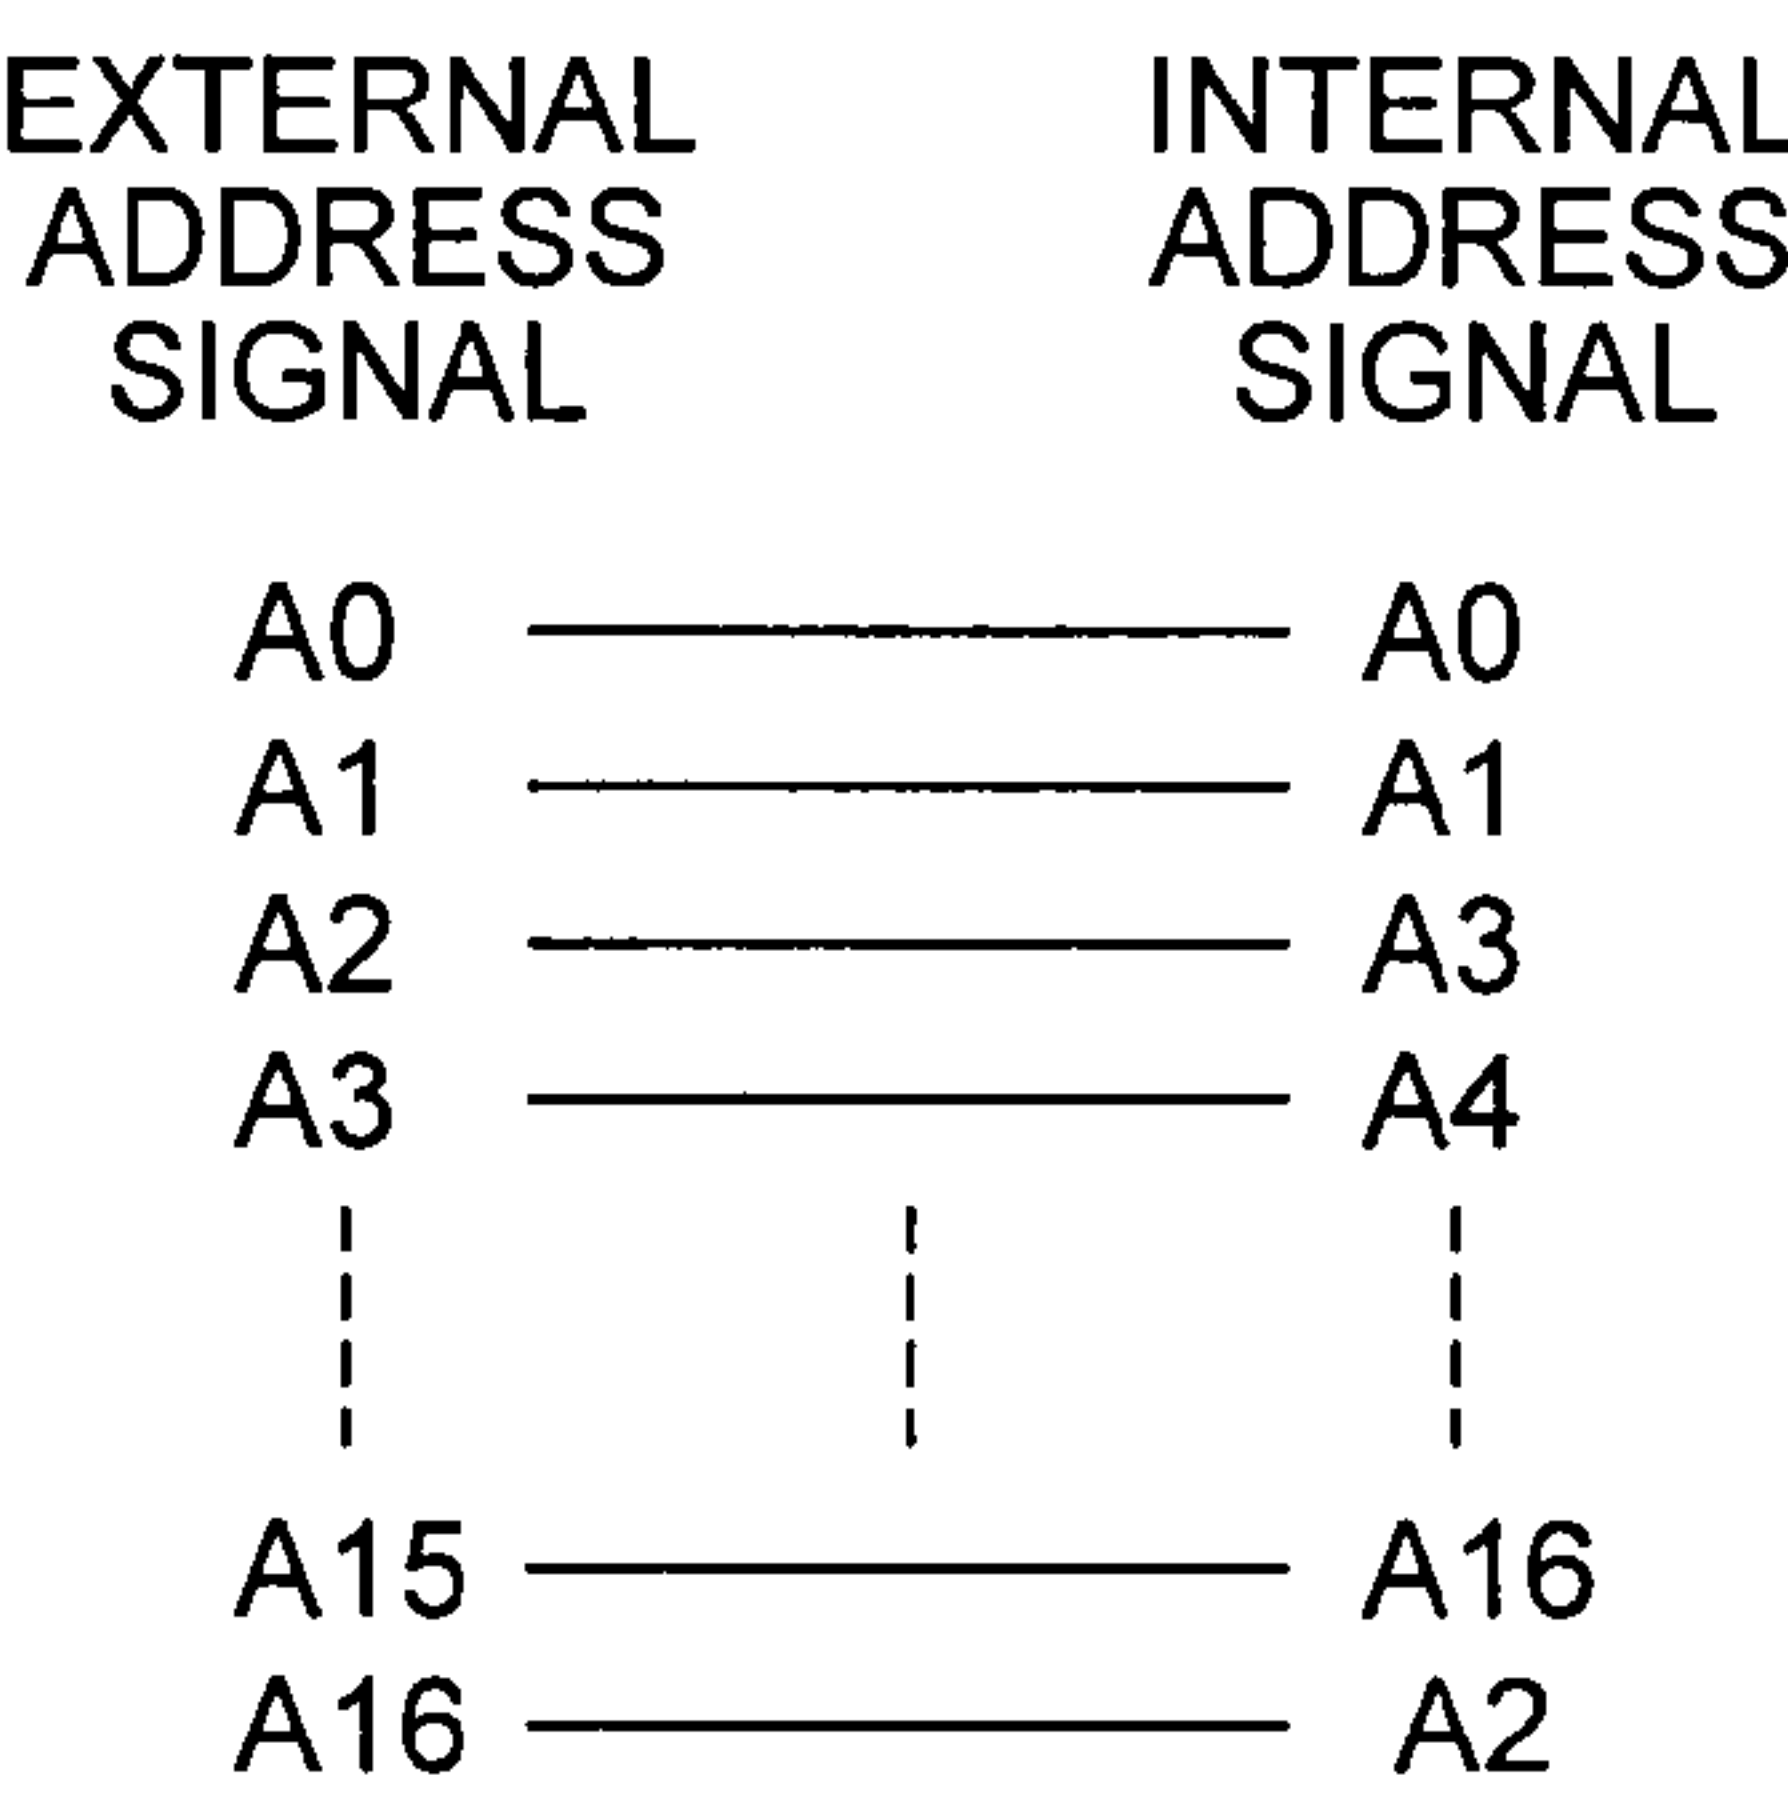 EXTERNAL INTERNAL
ADDRESS ADDRESS
SIGNAL SIGNAL
A0 A0
A1 A1
A2 A3
A3 A4
A15 A16
A16 A2